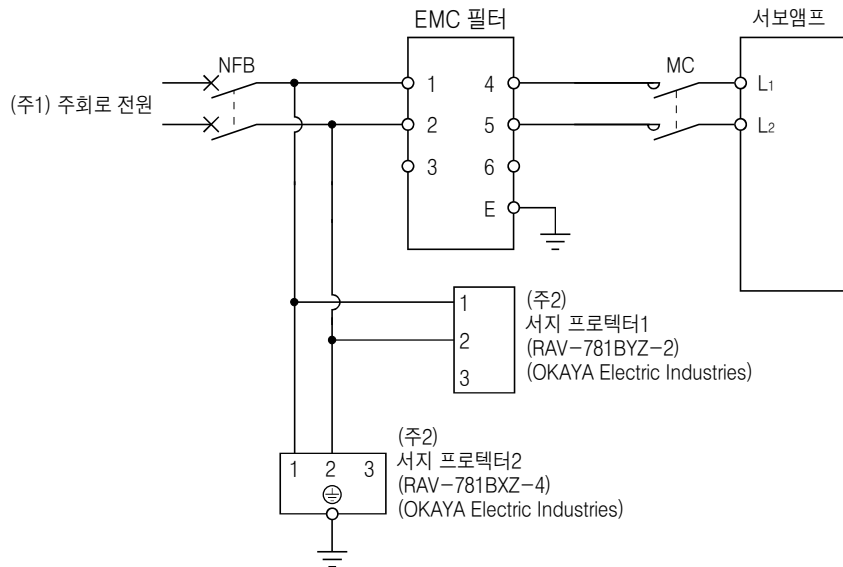 EMC 필터
서보앰프
NFB
MC
(주1) 주회로 전원
1
4
L1
2
5
L2
3
6
E
1
2
3
(주2)
서지 프로텍터1
(RAV-781BYZ-2)
(OKAYA Electric Industries)
1 2 3
(주2)
서지 프로텍터2
(RAV-781BXZ-4)
(OKAYA Electric Industries)